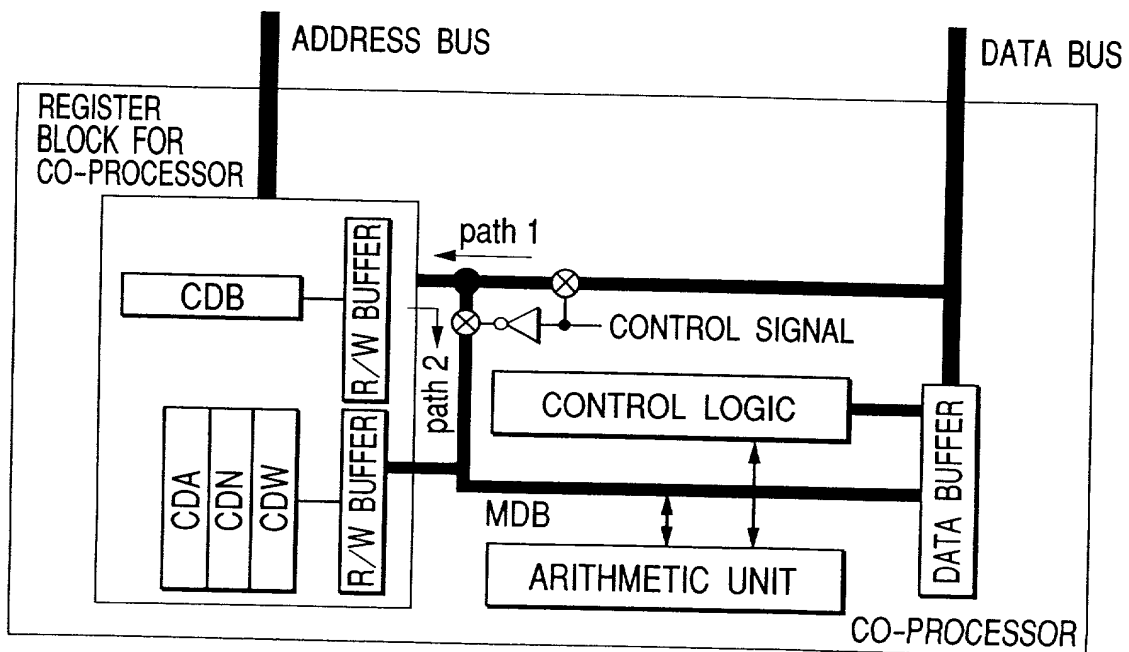 ADDRESS BUS
DATA BUS
REGISTER
BLOCK FOR
CO-PROCESSOR
path 1
CDB
R/W BUFFER
CONTROL SIGNAL
path 2
CONTROL LOGIC
DATA BUFFER
CDA
CDN
CDW
R/W BUFFER
MDB
ARITHMETIC UNIT
CO-PROCESSOR